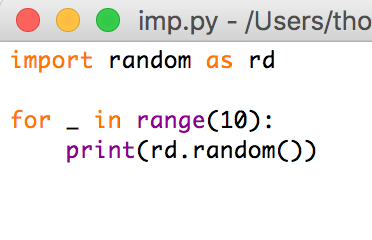 imp.py - /Users/tho
import random as rd
for _ in range(10):
    print(rd.random())